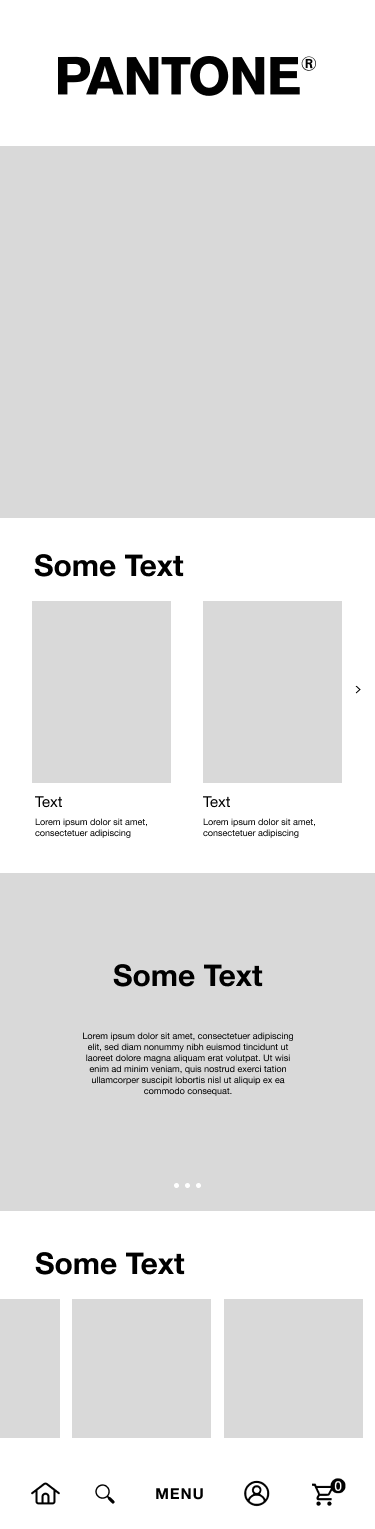 PANTONE®
Some Text
Text
Lorem ipsum dolor sit amet,
consectetuer adipiscing
Text
Lorem ipsum dolor sit amet,
consectetuer adipiscing
Some Text
Lorem ipsum dolor sit amet, consectetuer adipiscing
elit, sed diam nonummy nibh euismod tincidunt ut
laoreet dolore magna aliquam erat volutpat. Ut wisi
enim ad minim veniam, quis nostrud exerci tation
ullamcorper suscipit lobortis nisl ut aliquip ex ea
commodo consequat.
Some Text
MENU
0